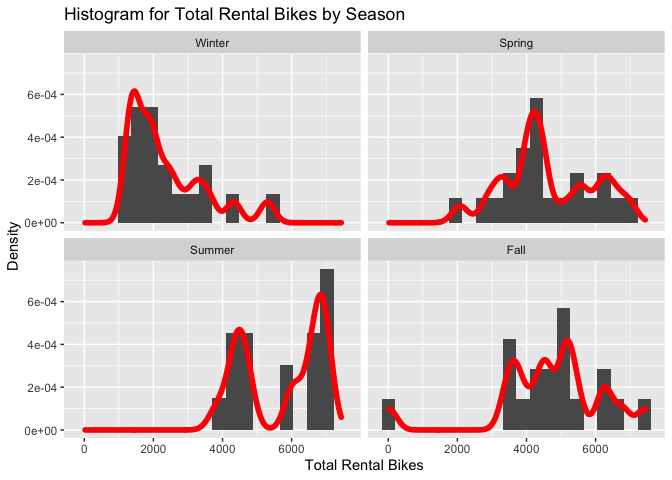 Histogram for Total Rental Bikes by Season
Winter
Spring
6e-04
4e-04
2e-04
0e+00
Summer
Fall
6e-04
4e-04
2e-04
0e+00
0 2000 4000 6000
0 2000 4000 6000
Total Rental Bikes
Density